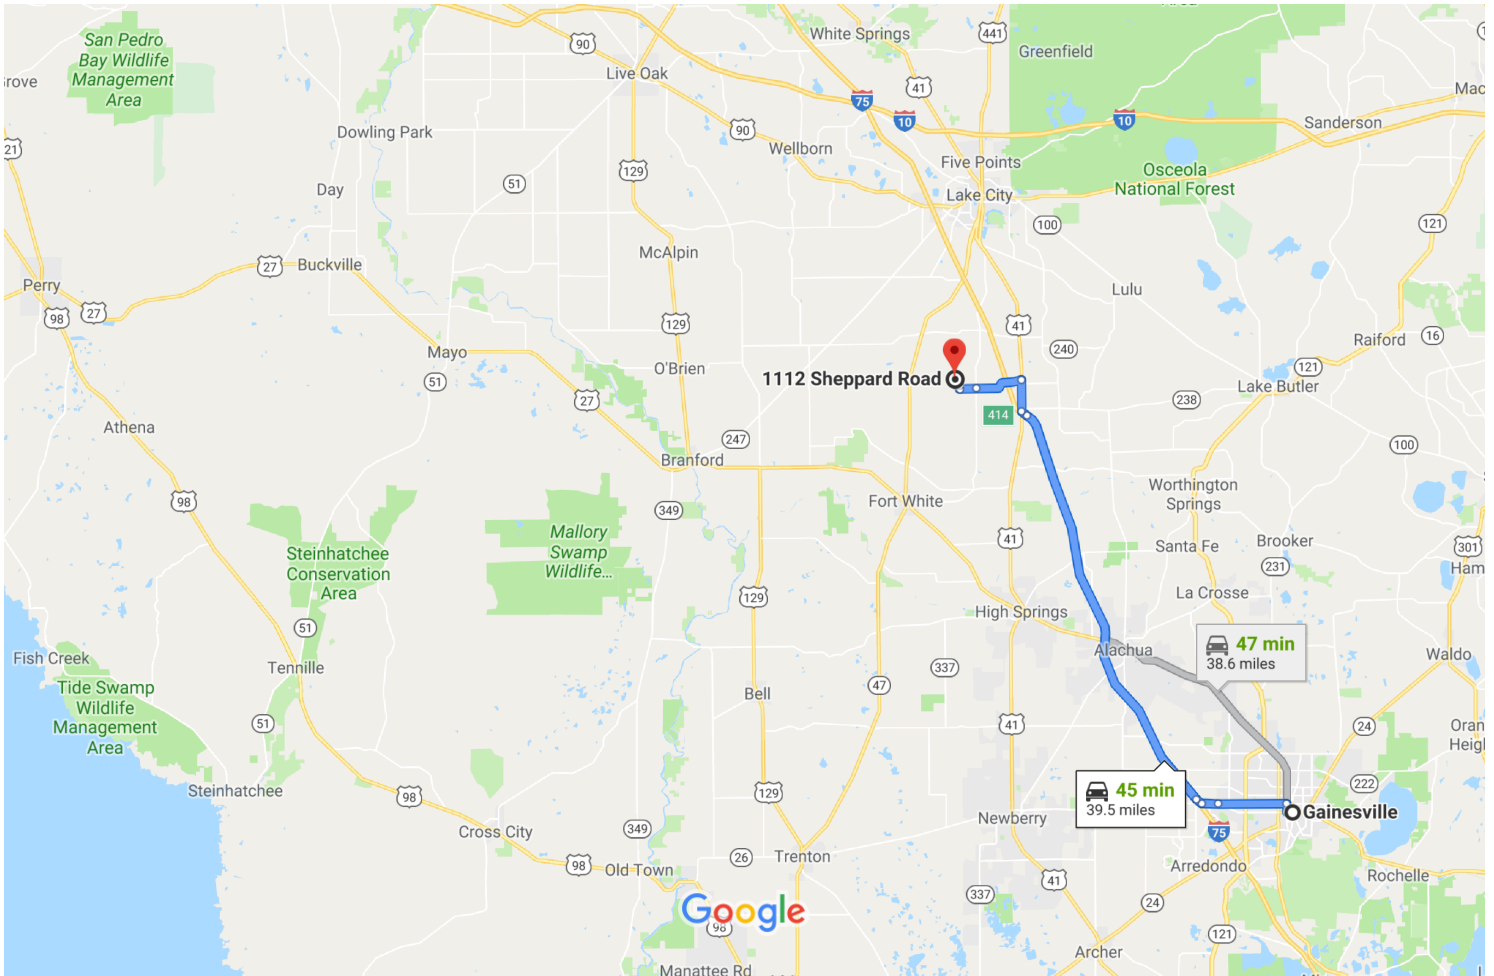 San Pedro
Bay Wildlife
Management
Area
90
Live Oak
White Springs
441
Greenfield
41
75
10
10
Sanderson
Dowling Park
90
Wellborn
Five Points
Osceola
National Forest
21
129
51
Day
Lake City
100
121
McAlpin
27
Buckville
Perry
98
27
Lulu
129
41
240
Raiford
16
Mayo
51
O'Brien
1112 Sheppard Road
121
Lake Butler
27
414
238
Athena
247
100
Branford
98
349
Fort White
Worthington
Springs
Mallory
Swamp
Wildlife...
Steinhatchee
Conservation
Area
41
Santa Fe
Brooker
301
231
129
High Springs
La Crosse
51
Fish Creek
Tennille
Alachua
47 min
38.6 miles
Waldo
337
47
Tide Swamp
Wildlife
Management
Area
Bell
51
41
24
Steinhatchee
98
129
45 min
39.5 miles
222
Gainesville
Newberry
75
Cross City
349
26
Trenton
98
Old Town
Arredondo
Rochelle
41
337
24
Google
98
121
Archer
Manattee Rd